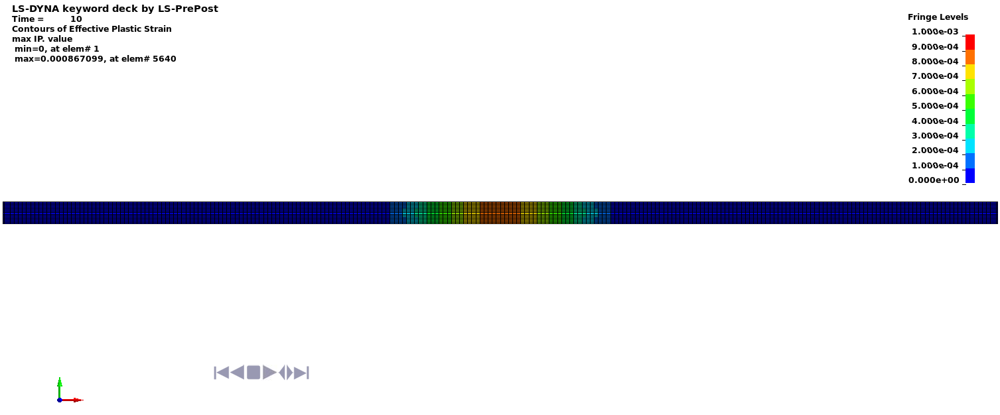 LS-DYNA keyword deck by LS-PrePost
Time = 10
Contours of Effective Plastic Strain
max IP. value
min=0, at elem# 1
max=0.000867099, at elem# 5640
Fringe Levels
1.000e-03
9.000e-04
8.000e-04
7.000e-04
6.000e-04
5.000e-04
4.000e-04
3.000e-04
2.000e-04
1.000e-04
0.000e+00